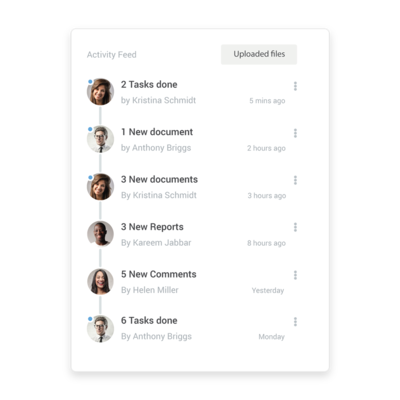 Activity Feed
Uploaded files
2 Tasks done
by Kristina Schmidt
5 mins ago
1 New document
by Anthony Briggs
2 hours ago
3 New documents
by Kristina Schmidt
3 hours ago
3 New Reports
By Kareem Jabbar
8 hours ago
5 New Comments
By Helen Miller
Yesterday
6 Tasks done
By Anthony Briggs
Monday